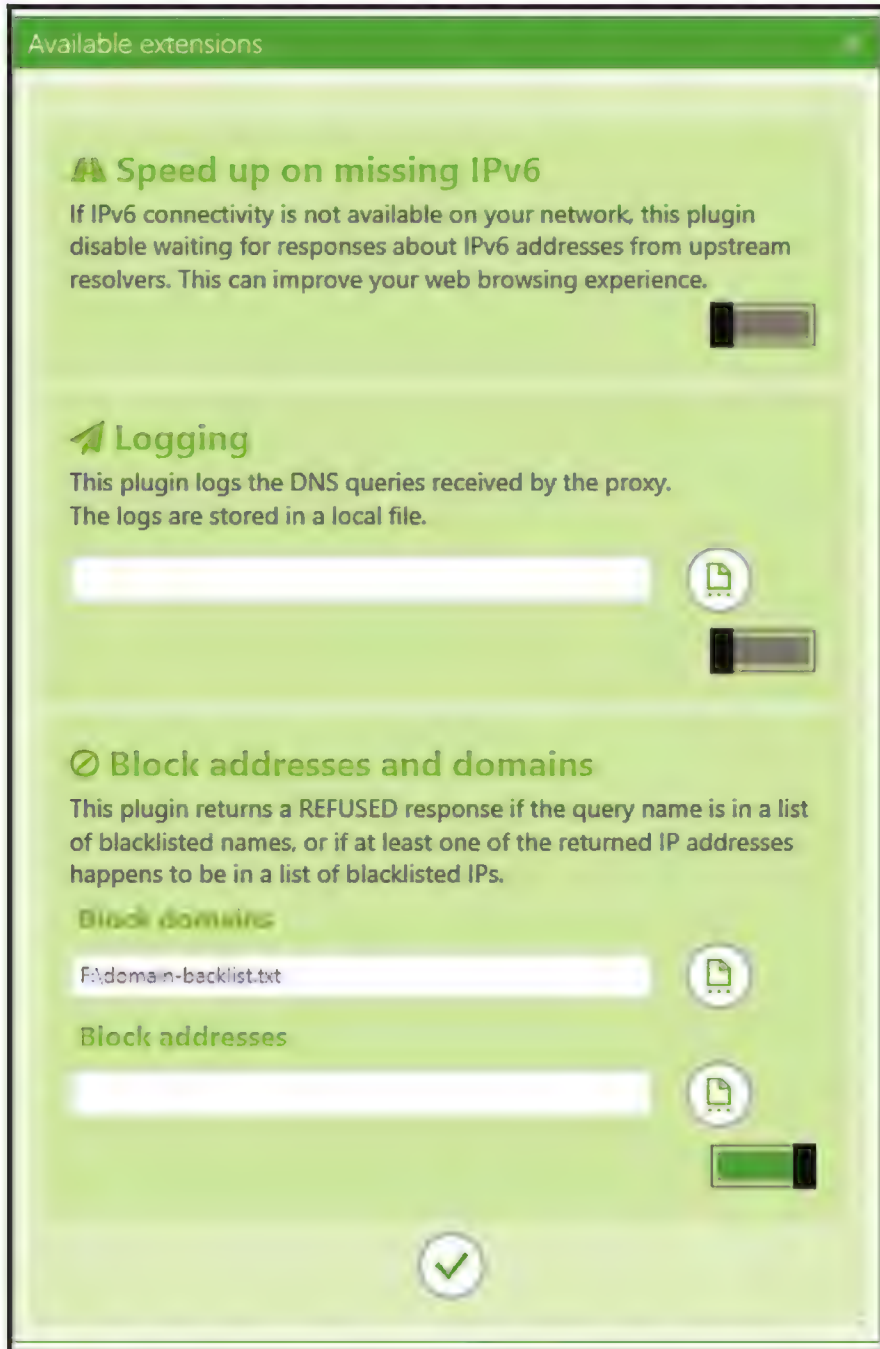 Available extensions
Speed up on missing IPv6
If IPv6 connectivity is not available on your network, this plugin
disable waiting for responses about IPv6 addresses from upstream
resolvers. This can improve your web browsing experience.
Logging
This plugin logs the DNS queries received by the proxy.
The logs are stored in a local file.
Block addresses and domains
This plugin returns a REFUSED response if the query name is in a list
of blacklisted names, or if at least one of the returned IP addresses
happens to be in a list of blacklisted IPs.
Block domains
F:\domain-backlist.txt
Block addresses